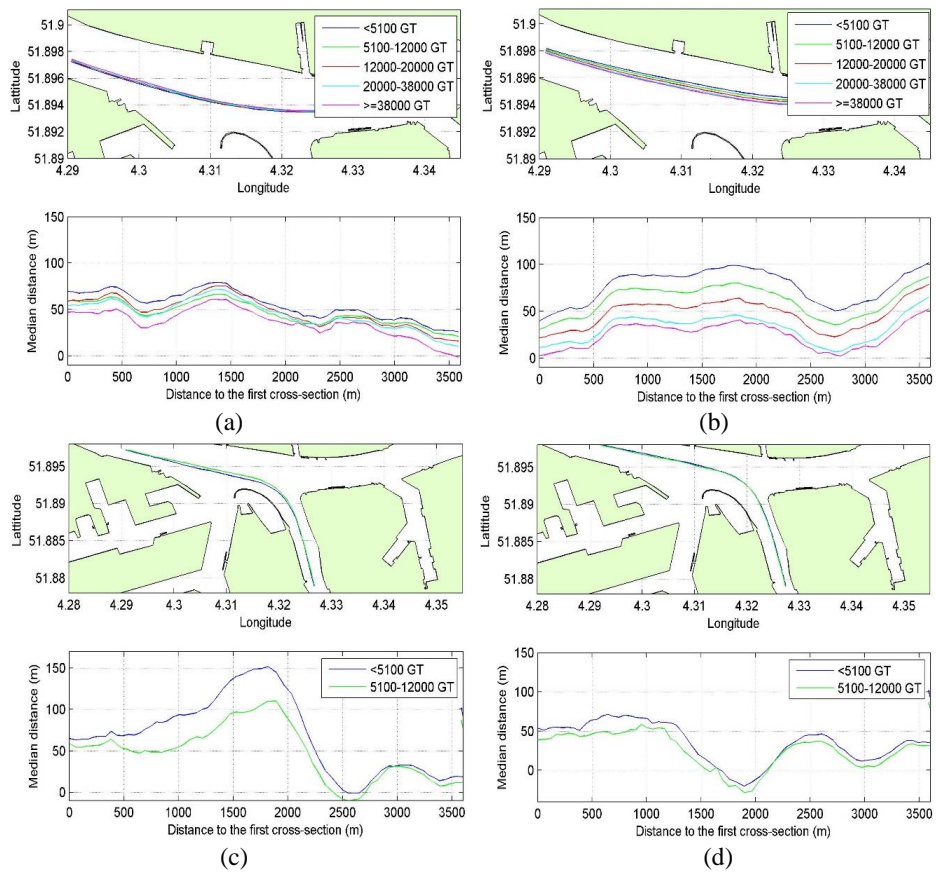 51.9
51.898
51.896
51.894
51.892
51.89
Lattitude
4.29 4.3 4.31 4.32 4.33 4.34
Longitude
<5100 GT
5100-12000 GT
12000-20000 GT
20000-38000 GT
>=38000 GT
150
100
50
0
Median distance (m)
0 500 1000 1500 2000 2500 3000 3500
Distance to the first cross-section (m)
(a)
51.9
51.898
51.896
51.894
51.892
51.89
Lattitude
4.29 4.3 4.31 4.32 4.33 4.34
Longitude
<5100 GT
5100-12000 GT
12000-20000 GT
20000-38000 GT
>=38000 GT
150
100
50
0
Median distance (m)
0 500 1000 1500 2000 2500 3000 3500
Distance to the first cross-section (m)
(b)
51.895
51.89
51.885
51.88
Lattitude
4.28 4.29 4.3 4.31 4.32 4.33 4.34 4.35
Longitude
150
100
50
0
Median distance (m)
<5100 GT
5100-12000 GT
0 500 1000 1500 2000 2500 3000 3500
Distance to the first cross-section (m)
(c)
51.895
51.89
51.885
51.88
Lattitude
4.28 4.29 4.3 4.31 4.32 4.33 4.34 4.35
Longitude
150
100
50
0
Median distance (m)
<5100 GT
5100-12000 GT
0 500 1000 1500 2000 2500 3000 3500
Distance to the first cross-section (m)
(d)